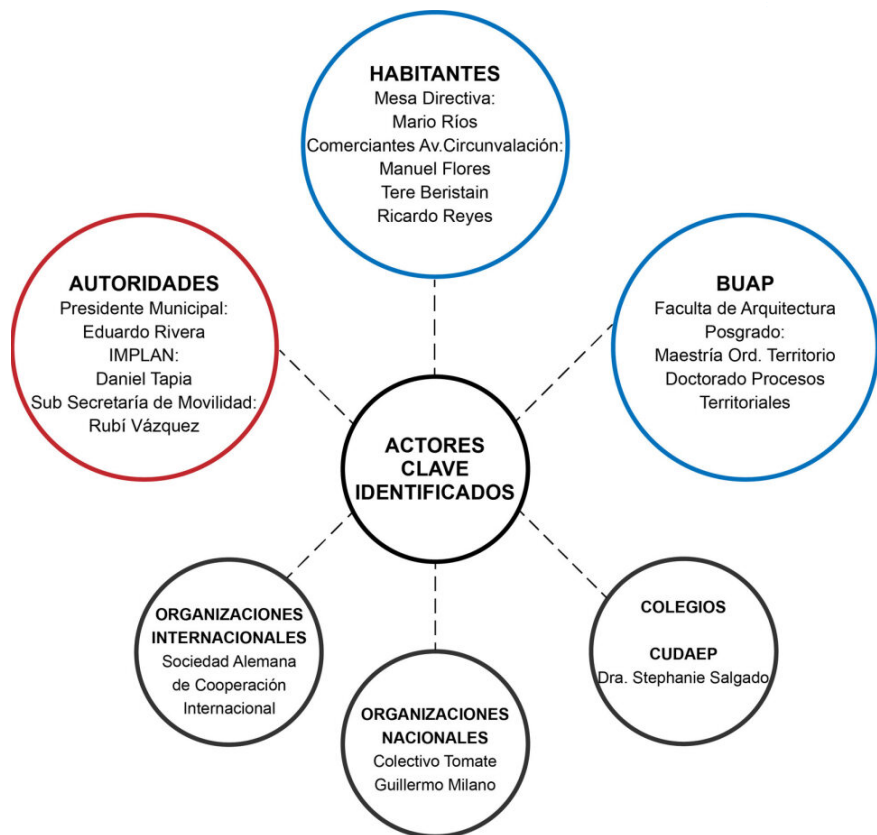 HABITANTES
Mesa Directiva:
Mario Ríos
Comerciantes Av.Circunvalación:
Manuel Flores
Tere Beristain
Ricardo Reyes
AUTORIDADES
Presidente Municipal:
Eduardo Rivera
IMPLAN:
Daniel Tapia
Sub Secretaría de Movilidad:
Rubí Vázquez
BUAP
Faculta de Arquitectura
Posgrado:
Maestría Ord. Territorio
Doctorado Procesos
Territoriales
ACTORES
CLAVE
IDENTIFICADOS
ORGANIZACIONES
INTERNACIONALES
Sociedad Alemana
de Cooperación
Internacional
ORGANIZACIONES
NACIONALES
Colectivo Tomate
Guillermo Milano
COLEGIOS
CUDAEP
Dra. Stephanie Salgado